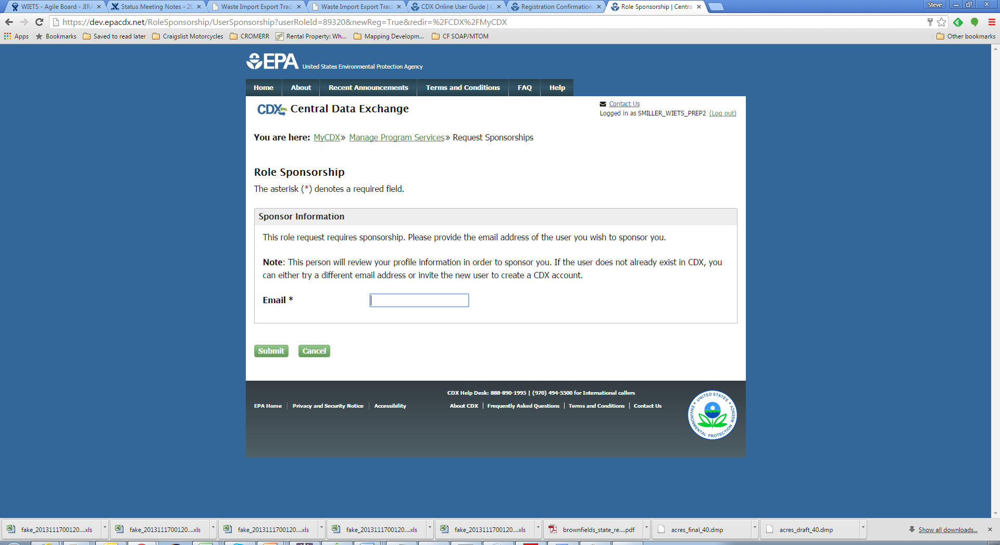 WIETS - Agile Board - JIRA
Status Meeting Notes - 20
Waste Import Export Trac
Waste Import Export Trac
CDX Online User Guide | C
Registration Confirmation
Role Sponsorship | Centra
Steve
https://dev.epacdx.net/RoleSponsorship/UserSponsorship?userRoleId=89320&newReg=True&redir=%2FCDX%2FMyCDX
Apps
Bookmarks
Saved to read later
Craigslist Motorcycles
CROMERR
Rental Property: Wh...
Mapping Developm...
CF SOAP/MTOM
Other bookmarks
EPA United States Environmental Protection Agency
Home
About
Recent Announcements
Terms and Conditions
FAQ
Help
CDX Central Data Exchange
Contact Us
Logged in as SMILLER_WIETS_PREP2 (Log out)
You are here: MyCDX» Manage Program Services» Request Sponsorships
Role Sponsorship
The asterisk (*) denotes a required field.
Sponsor Information
This role request requires sponsorship. Please provide the email address of the user you wish to sponsor you.
Note: This person will review your profile information in order to sponsor you. If the user does not already exist in CDX, you
can either try a different email address or invite the new user to create a CDX account.
Email *
Submit
Cancel
CDX Help Desk: 888-890-1995 | (970) 494-5500 for International callers
EPA Home
Privacy and Security Notice
Accessibility
About CDX
Frequently Asked Questions
Terms and Conditions
Contact Us
UNITED STATES
ENVIRONMENTAL PROTECTION AGENCY
fake_2013111700120....xls
fake_2013111700120....xls
fake_2013111700120....xls
fake_2013111700120....xls
fake_2013111700120....xls
brownfields_state_re....pdf
acres_final_40.dmp
acres_draft_40.dmp
Show all downloads...